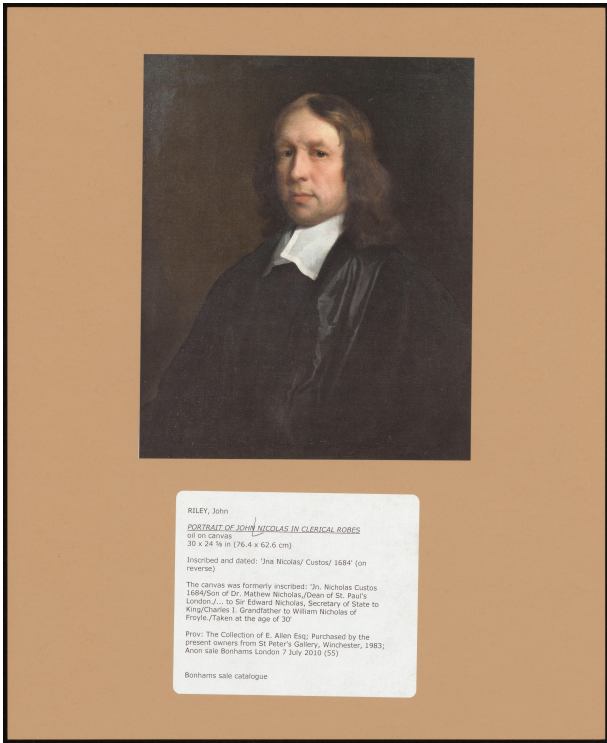 RILEY, John
PORTRAIT OF JOHN NICOLAS IN CLERICAL ROBES
oil on canvas
30 x 24 ⅝ in (76.4 x 62.6 cm)
Inscribed and dated: 'Jna Nicolas/ Custos/ 1684' (on
reverse)
The canvas was formerly inscribed: 'Jn. Nicholas Custos
1684/Son of Dr. Mathew Nicholas,/Dean of St. Paul's
London,/... to Sir Edward Nicholas, Secretary of State to
King/Charles I. Grandfather to William Nicholas of
Froyle./Taken at the age of 30'
Prov: The Collection of E. Allen Esq; Purchased by the
present owners from St Peter's Gallery, Winchester, 1983;
Anon sale Bonhams London 7 July 2010 (55)
Bonhams sale catalogue